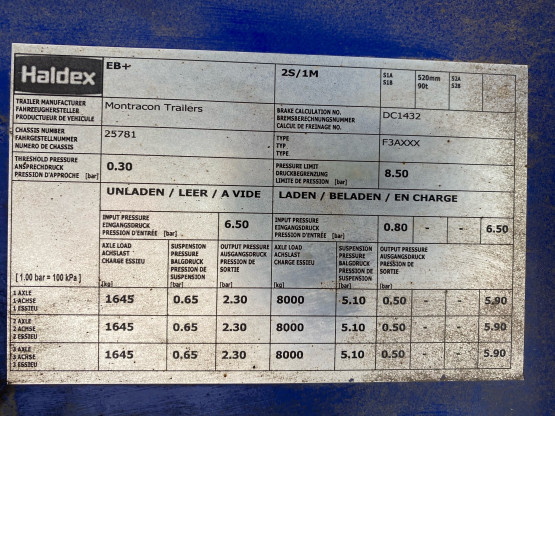 Haldex
EB+
2S/1M
S1A
S1B
520mm
90t
S2A
S2B
TRAILER MANUFACTURER
FAHRZEUGHERSTELLER
PRODUCTEUR DE VEHICULE
Montracon Trailers
BRAKE CALCULATION NO.
BREMSBERECHNUNGSNUMMER
CALCUL DE FREINAGE NO.
DC1432
CHASSIS NUMBER
FAHRGESTELLNUMMER
NUMERO DE CHASSIS
25781
TYPE
TYP
TYPE
F3AXXX
THRESHOLD PRESSURE
ANSPRECHDRUCK
PRESSION D'APPROCHE [bar]
0.30
PRESSURE LIMIT
DRUCKBEGRENZUNG
LIMITE DE PRESSION [bar]
8.50
UNLADEN / LEER / A VIDE
LADEN / BELADEN / EN CHARGE
INPUT PRESSURE
EINGANGSDRUCK
PRESSION D'ENTRÉE [bar]
6.50
INPUT PRESSURE
EINGANGSDRUCK
PRESSION D'ENTRÉE [bar]
0.80 - - 6.50
[ 1.00 bar = 100 kPa ]
AXLE LOAD
ACHSLAST
CHARGE ESSIEU
[kg]
SUSPENSION
PRESSURE
BALGDRUCK
PRESSION DE
SUSPENSION
[bar]
OUTPUT PRESSURE
AUSGANGSDRUCK
PRESSION DE
SORTIE
[bar]
AXLE LOAD
ACHSLAST
CHARGE ESSIEU
[kg]
SUSPENSION
PRESSURE
BALGDRUCK
PRESSION DE
SUSPENSION
[bar]
OUTPUT PRESSURE
AUSGANGSDRUCK
PRESSION DE
SORTIE
[bar]
1 AXLE
1 ACHSE
1 ESSIEU
1645 0.65 2.30 8000 5.10 0.50 - - 5.90
2 AXLE
2 ACHSE
2 ESSIEU
1645 0.65 2.30 8000 5.10 0.50 - - 5.90
3 AXLE
3 ACHSE
3 ESSIEU
1645 0.65 2.30 8000 5.10 0.50 - - 5.90